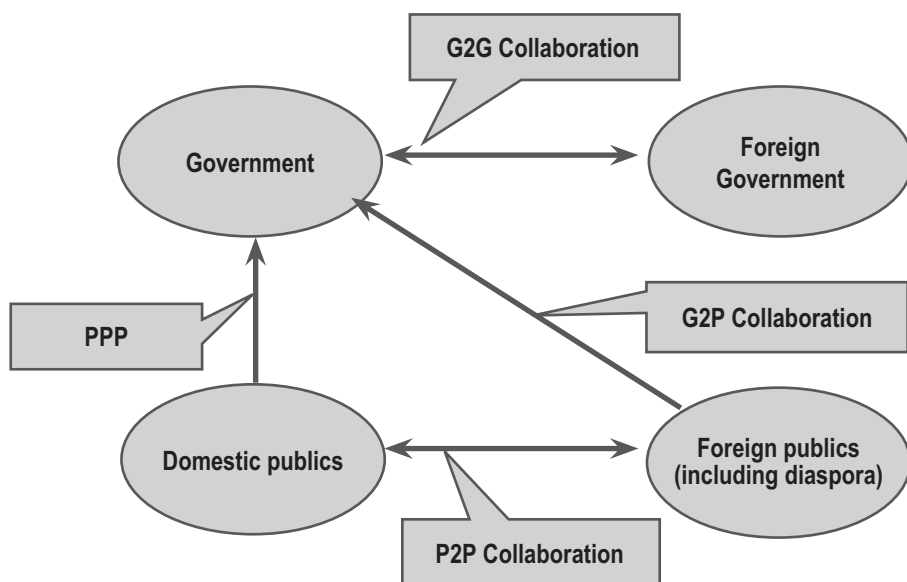 G2G Collaboration
Government
Foreign
Government
PPP
G2P Collaboration
Domestic publics
Foreign publics
(including diaspora)
P2P Collaboration